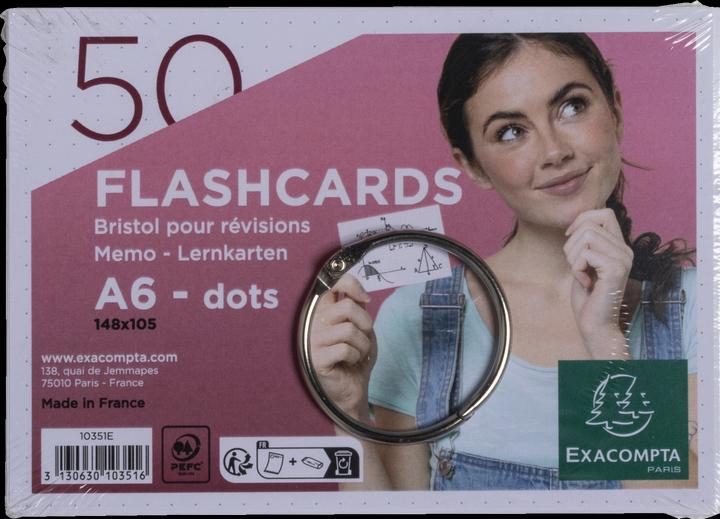 50
FLASHCARDS
Bristol pour révisions
Memo - Lernkarten
A6 - dots
148x105
www.exacompta.com
138, quai de Jemmapes
75010 Paris - France
Made in France
10351E
3 130630 103516
PEFC
FR
+
EXACOMPTA
PARIS